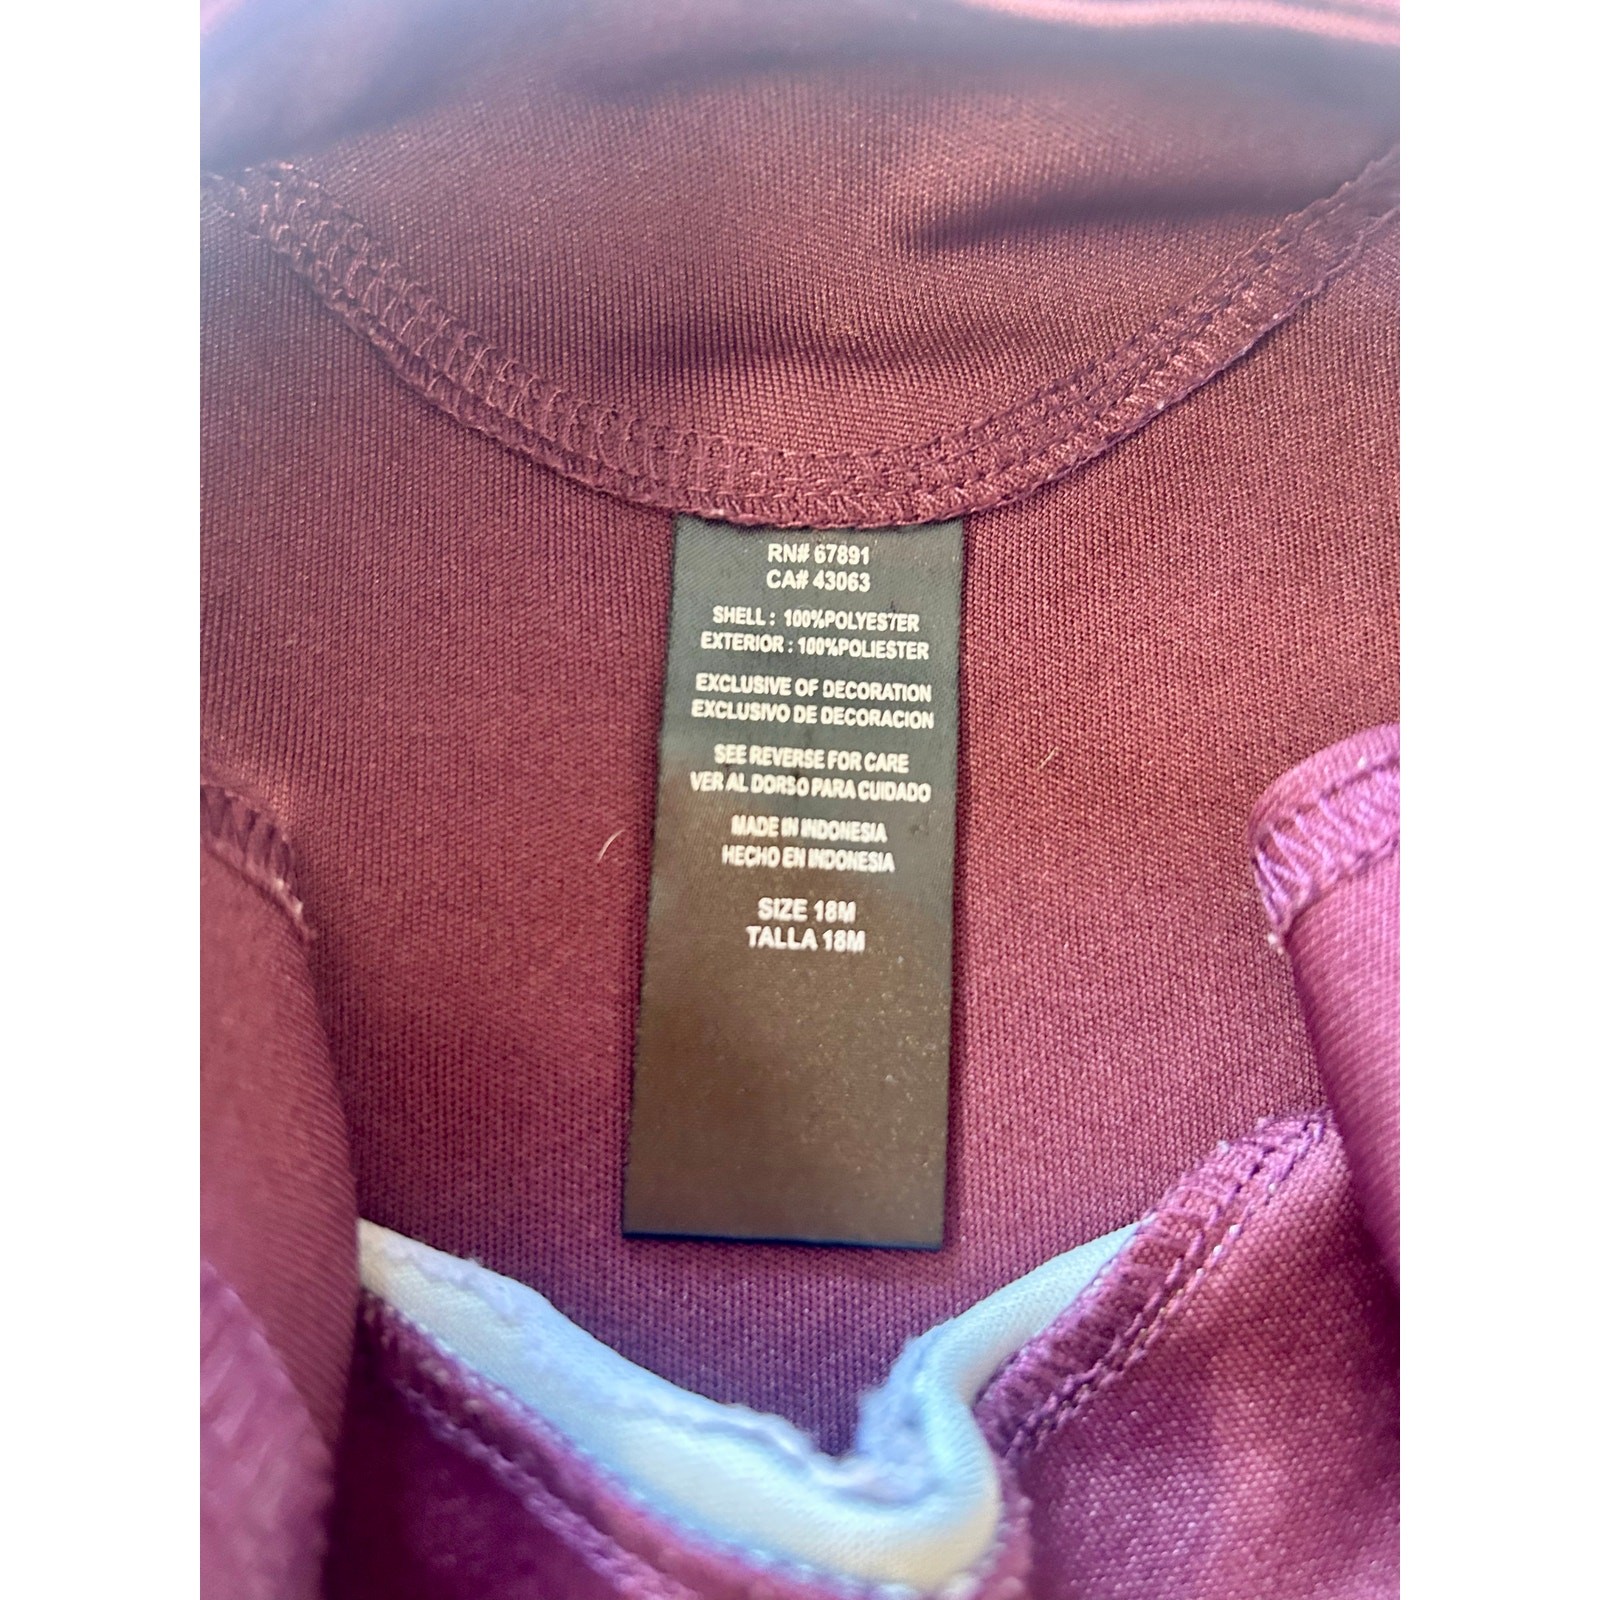 RN# 67891
CA# 43063
SHELL : 100%POLYESTER
EXTERIOR : 100%POLIESTER
EXCLUSIVE OF DECORATION
EXCLUSIVO DE DECORACION
SEE REVERSE FOR CARE
VER AL DORSO PARA CUIDADO
MADE IN INDONESIA
HECHO EN INDONESIA
SIZE 18M
TALLA 18M